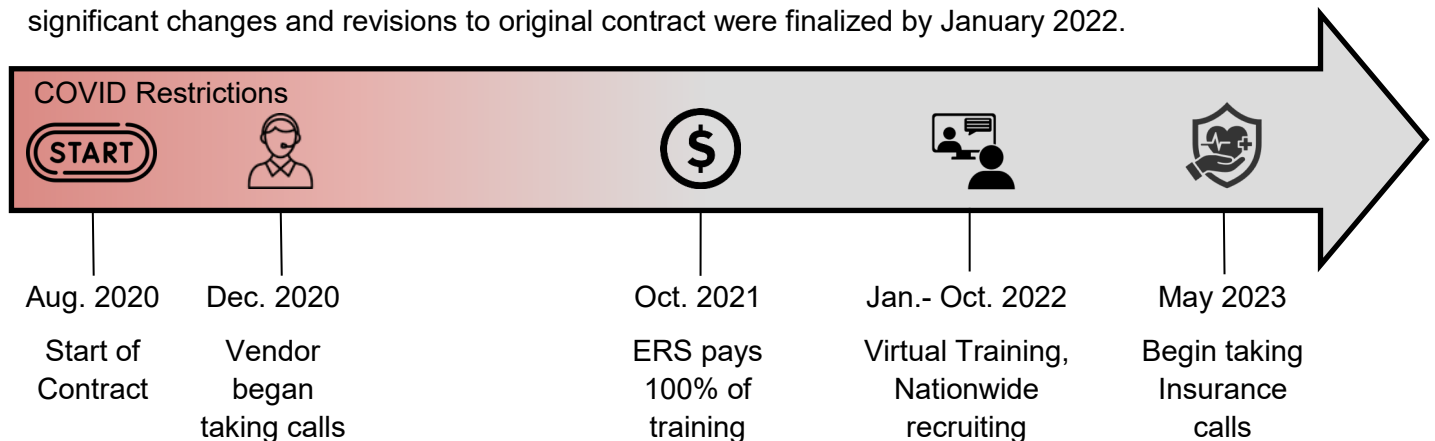 significant changes and revisions to original contract were finalized by January 2022.
COVID Restrictions
START
$
Aug. 2020
Dec. 2020
Oct. 2021
Jan.- Oct. 2022
May 2023
Start of
Contract
Vendor
began
taking calls
ERS pays
100% of
training
Virtual Training,
Nationwide
recruiting
Begin taking
Insurance
calls